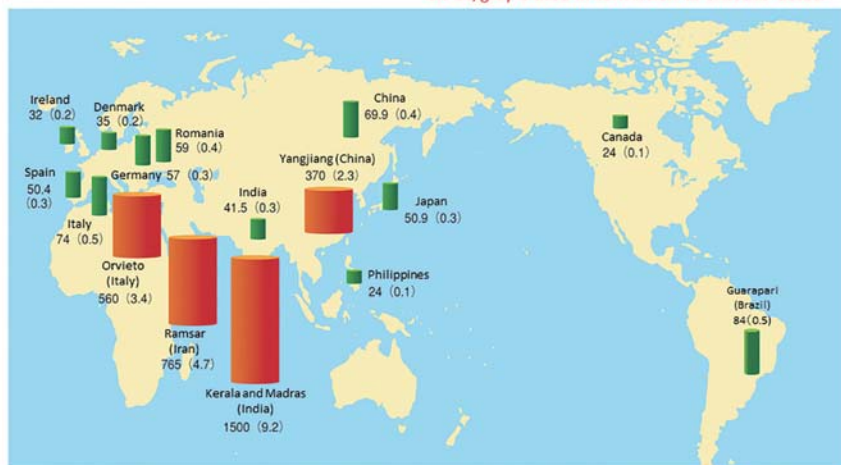 Ireland
32 (0.2)
Denmark
35 (0.2)
Romania
59 (0.4)
China
69.9 (0.4)
Canada
24 (0.1)
Spain
50.4
(0.3)
Germany 57 (0.3)
Yangjiang (China)
370 (2.3)
India
41.5 (0.3)
Japan
50.9 (0.3)
Italy
74 (0.5)
Orvieto
(Italy)
560 (3.4)
Philippines
24 (0.1)
Guarapari
(Brazil)
84(0.5)
Ramsar
(Iran)
765 (4.7)
Kerala and Madras
(India)
1500 (9.2)